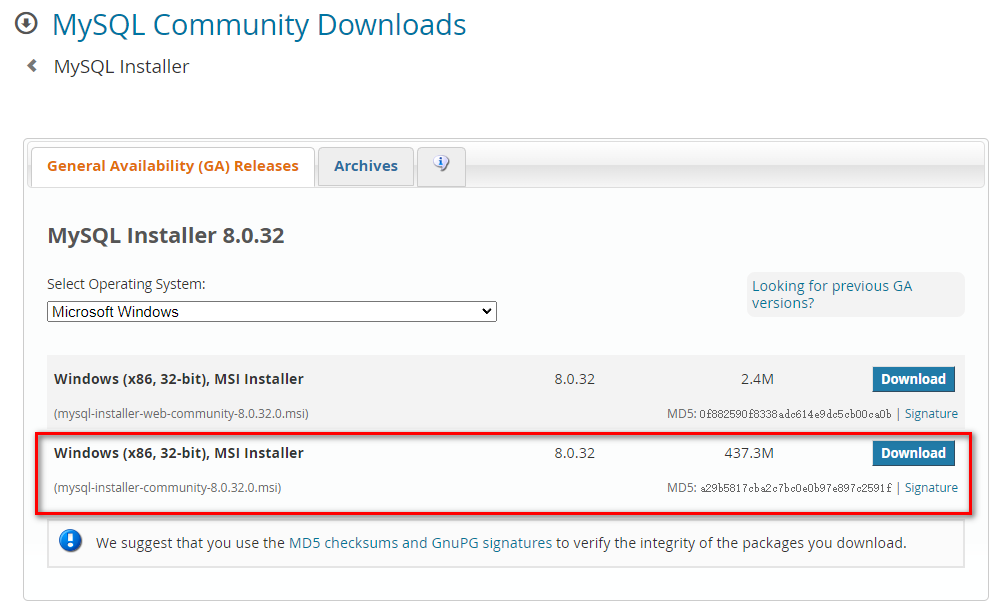 MySQL Community Downloads
MySQL Installer
General Availability (GA) Releases
Archives
MySQL Installer 8.0.32
Select Operating System:
Microsoft Windows
Looking for previous GA
versions?
Windows (x86, 32-bit), MSI Installer 8.0.32 2.4M Download
(mysql-installer-web-community-8.0.32.0.msi) MD5: 0f882590f8338adc614e9dc5cb00ca0b | Signature
Windows (x86, 32-bit), MSI Installer 8.0.32 437.3M Download
(mysql-installer-community-8.0.32.0.msi) MD5: a29b5817cba2c7bc0e0b97e897c2591f | Signature
We suggest that you use the MD5 checksums and GnuPG signatures to verify the integrity of the packages you download.